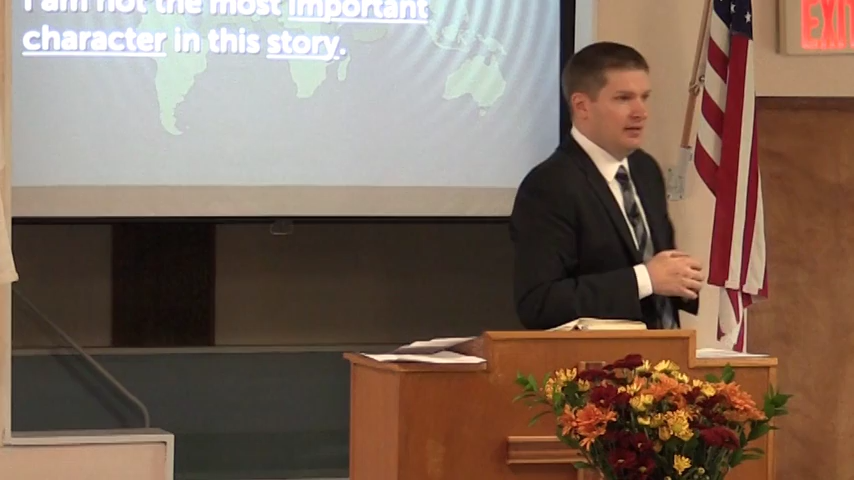 I am not the most important
character in this story.
EXIT